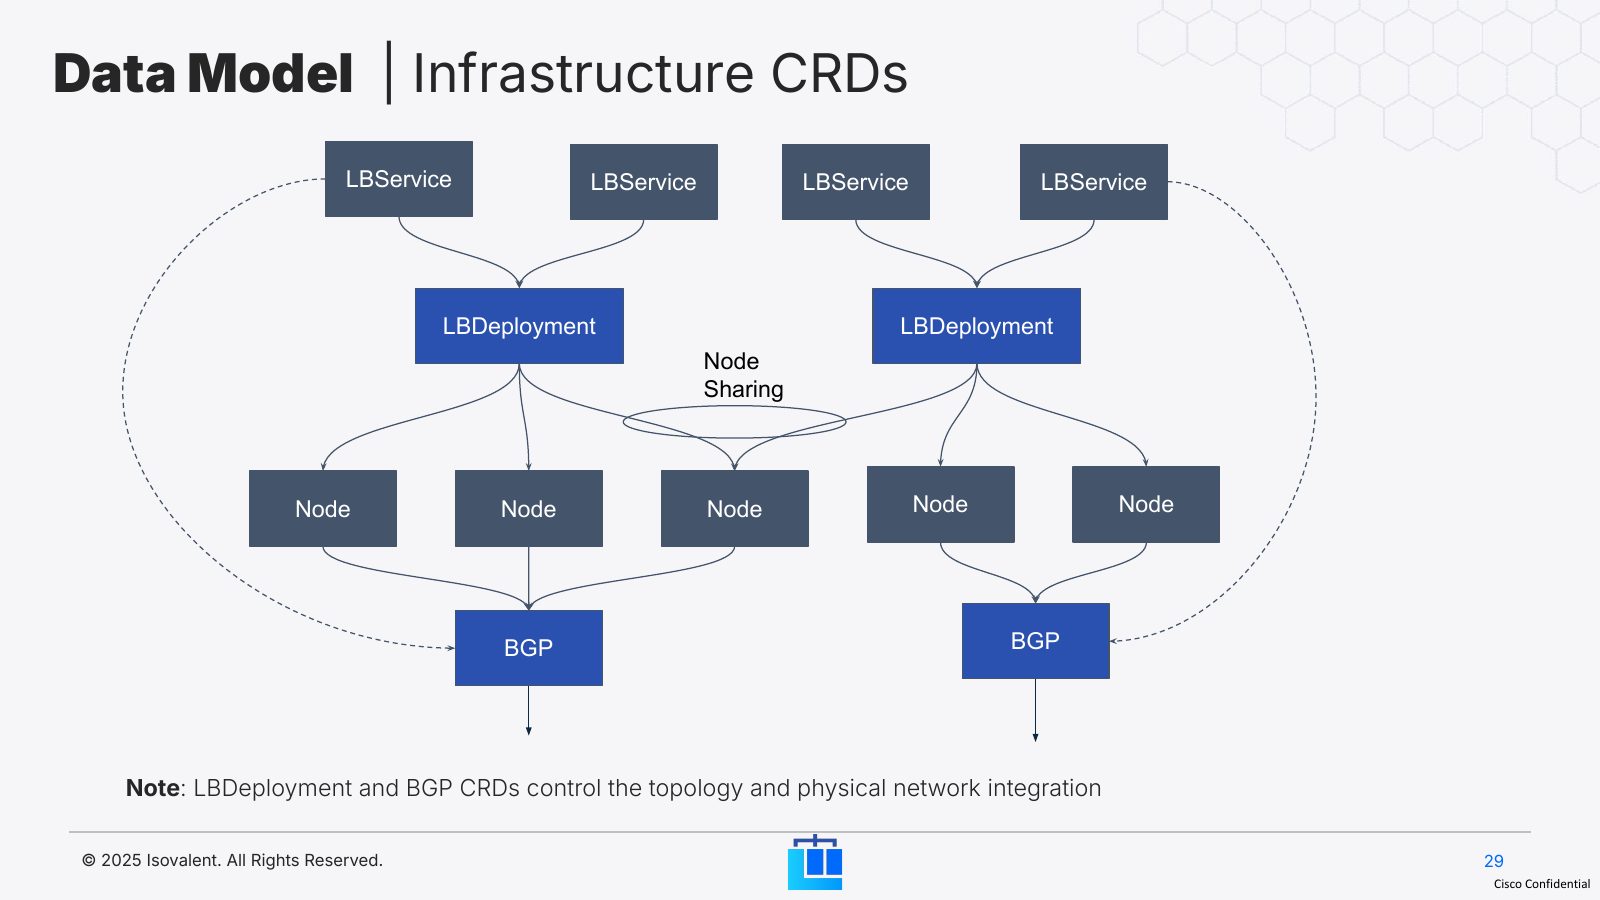 Data Model | Infrastructure CRDs
LBService
LBService
LBService
LBService
LBDeployment
LBDeployment
Node
Sharing
Node
Node
Node
Node
Node
BGP
BGP
Note: LBDeployment and BGP CRDs control the topology and physical network integration
© 2025 Isovalent. All Rights Reserved.
29
Cisco Confidential